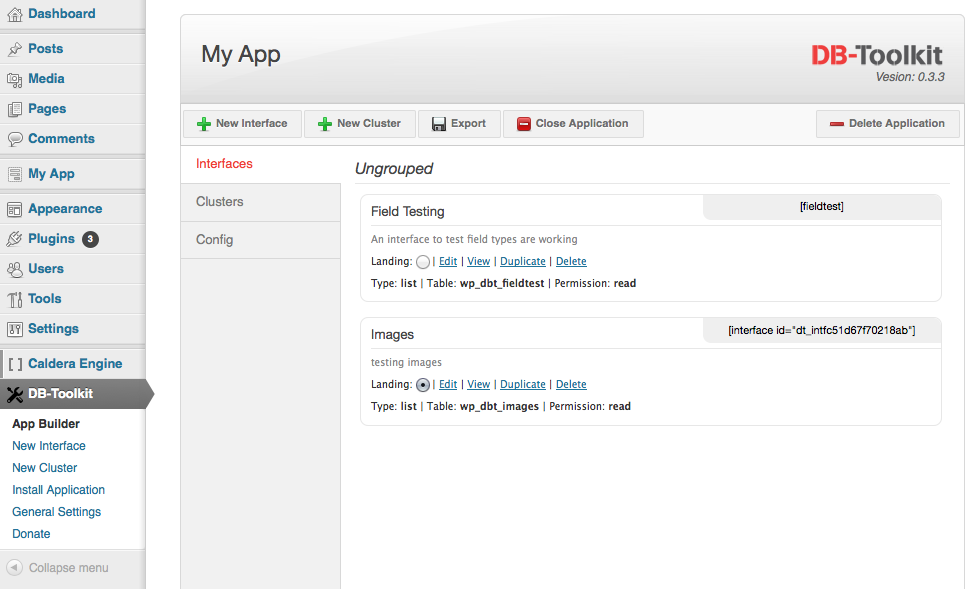 Dashboard
Posts
Media
Pages
Comments
My App
Appearance
Plugins 3
Users
Tools
Settings
Caldera Engine
DB-Toolkit
App Builder
New Interface
New Cluster
Install Application
General Settings
Donate
Collapse menu
My App
DB-Toolkit
Vesion: 0.3.3
New Interface
New Cluster
Export
Close Application
Delete Application
Interfaces
Clusters
Config
Ungrouped
Field Testing
[fieldtest]
An interface to test field types are working
Landing: | Edit | View | Duplicate | Delete
Type: list | Table: wp_dbt_fieldtest | Permission: read
Images
[interface id="dt_intfc51d67f70218ab"]
testing images
Landing: | Edit | View | Duplicate | Delete
Type: list | Table: wp_dbt_images | Permission: read